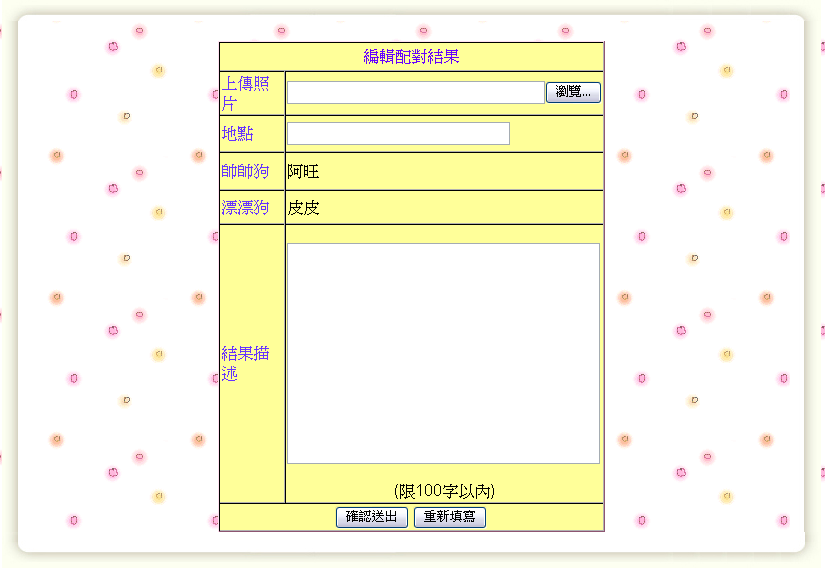 編輯配對結果
上傳照
片
瀏覽...
地點
帥帥狗
阿旺
漂漂狗
皮皮
結果描
述
(限100字以內)
確認送出 重新填寫